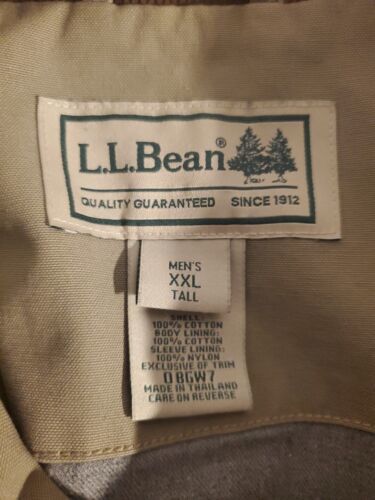 L.L.Bean®
QUALITY GUARANTEED SINCE 1912
MEN'S
XXL
TALL
SHELL:
100% COTTON
BODY LINING:
100% COTTON
SLEEVE LINING:
100% NYLON
EXCLUSIVE OF TRIM
0BGW7
MADE IN THAILAND
CARE ON REVERSE